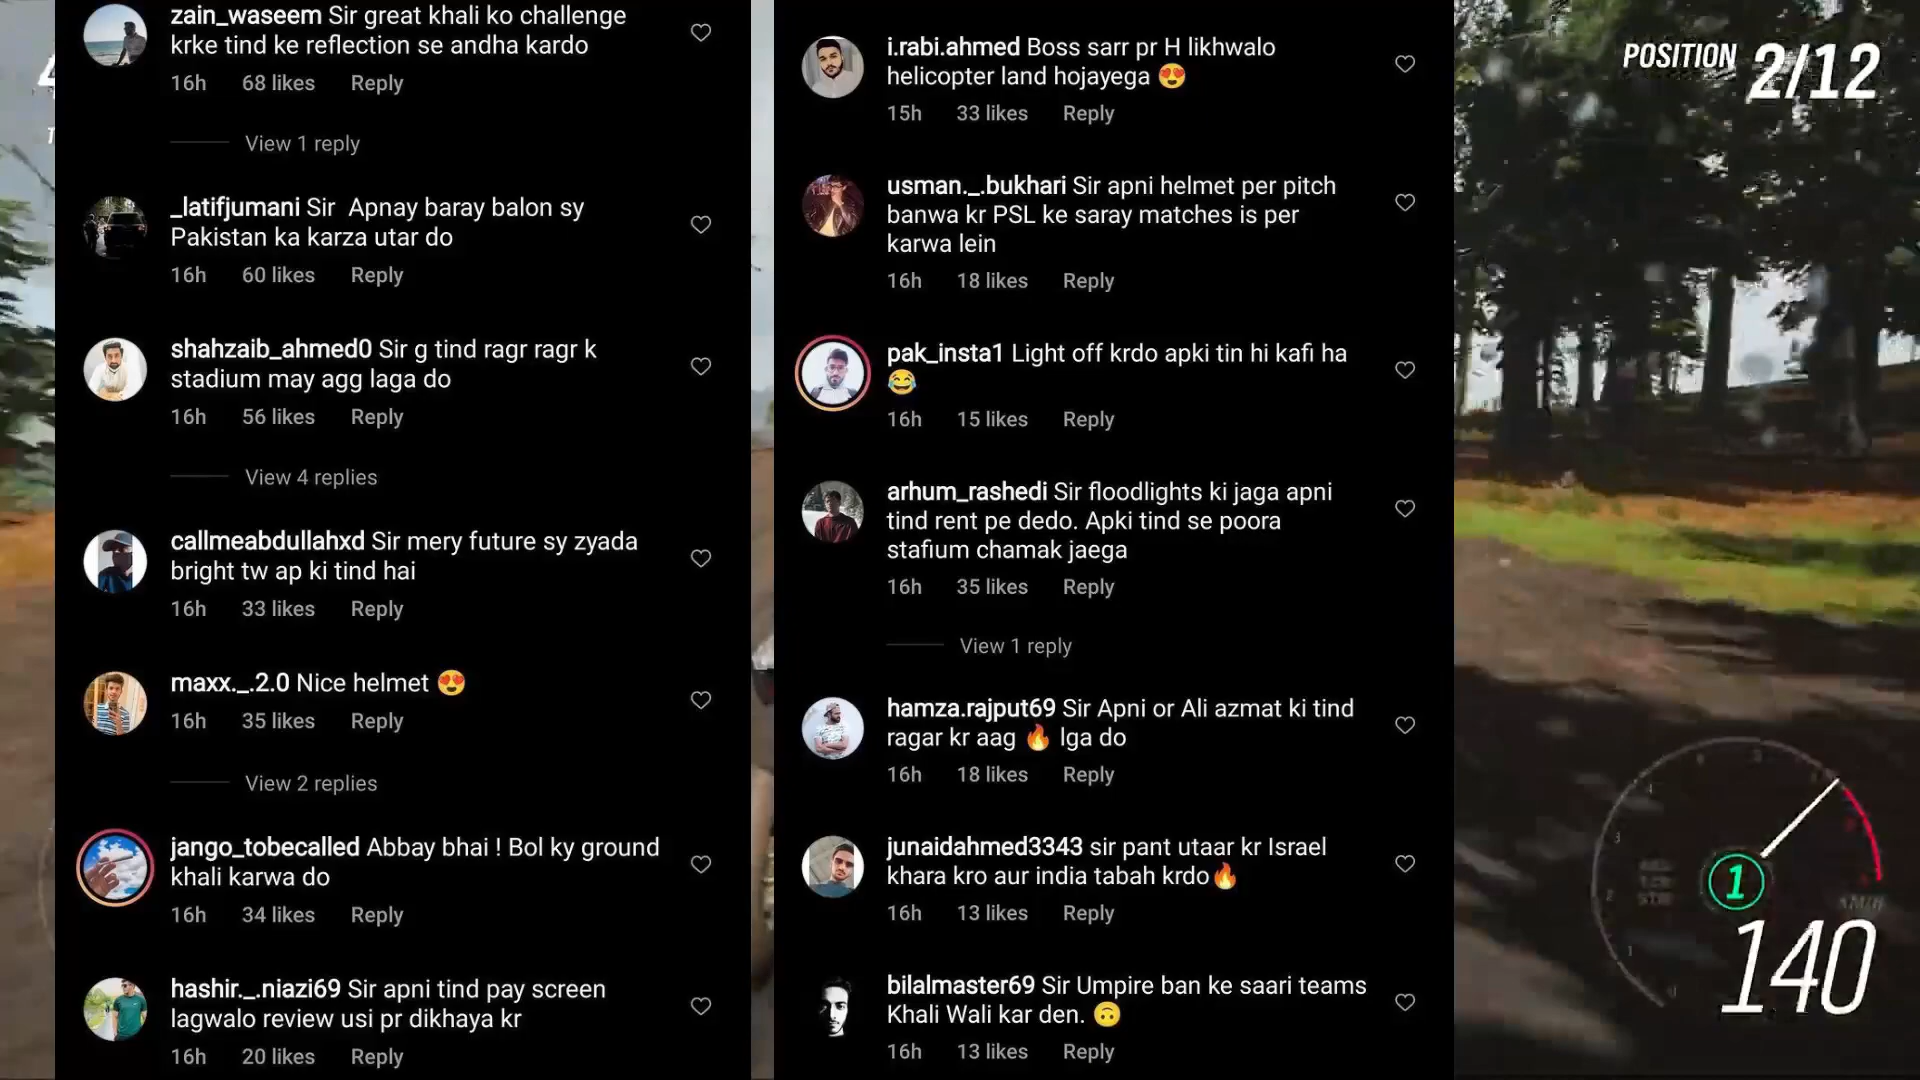 zain_waseem Sir great khali ko challenge
krke tind ke reflection se andha kardo
16h 68 likes Reply
View 1 reply
_latifjumani Sir Apnay baray balon sy
Pakistan ka karza utar do
16h 60 likes Reply
shahzaib_ahmed0 Sir g tind ragr ragr k
stadium may agg laga do
16h 56 likes Reply
View 4 replies
callmeabdullahxd Sir mery future sy zyada
bright tw ap ki tind hai
16h 33 likes Reply
maxx._.2.0 Nice helmet 😍
16h 35 likes Reply
View 2 replies
jango_tobecalled Abbay bhai ! Bol ky ground
khali karwa do
16h 34 likes Reply
hashir._.niazi69 Sir apni tind pay screen
lagwalo review usi pr dikhaya kr
16h 20 likes Reply
i.rabi.ahmed Boss sarr pr H likhwalo
helicopter land hojayega 😍
15h 33 likes Reply
usman._.bukhari Sir apni helmet per pitch
banwa kr PSL ke saray matches is per
karwa lein
16h 18 likes Reply
pak_insta1 Light off krdo apki tin hi kafi ha
😂
16h 15 likes Reply
arhum_rashedi Sir floodlights ki jaga apni
tind rent pe dedo. Apki tind se poora
stafium chamak jaega
16h 35 likes Reply
View 1 reply
hamza.rajput69 Sir Apni or Ali azmat ki tind
ragar kr aag 🔥 lga do
16h 18 likes Reply
junaidahmed3343 sir pant utaar kr Israel
khara kro aur india tabah krdo🔥
16h 13 likes Reply
bilalmaster69 Sir Umpire ban ke saari teams
Khali Wali kar den. 🙃
16h 13 likes Reply
POSITION 2/12
1
KM/H
140